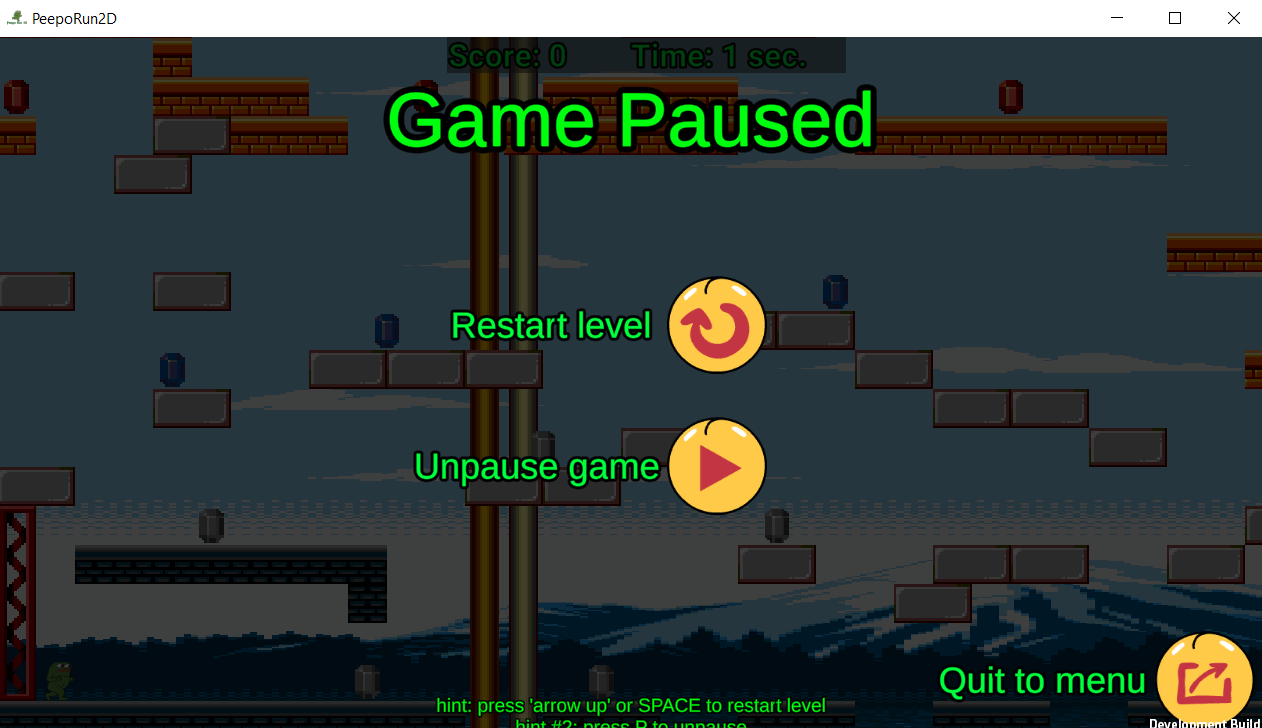 PeepoRun2D
Score: 0 Time: 1 sec.
Game Paused
Restart level
Unpause game
Quit to menu
hint: press 'arrow up' or SPACE to restart level
hint #2: press P to unpause
Development Build